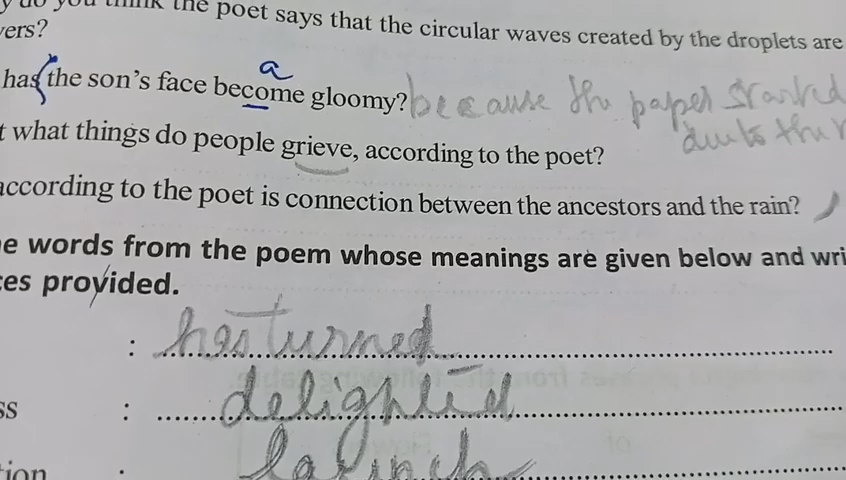 you think the poet says that the circular waves created by the droplets are
vers?
has the son's face become gloomy? because the paper started
a
due to the r
t what things do people grieve, according to the poet?
according to the poet is connection between the ancestors and the rain?
e words from the poem whose meanings are given below and wri
ces provided.
: has turned
ss : delighted
tion :